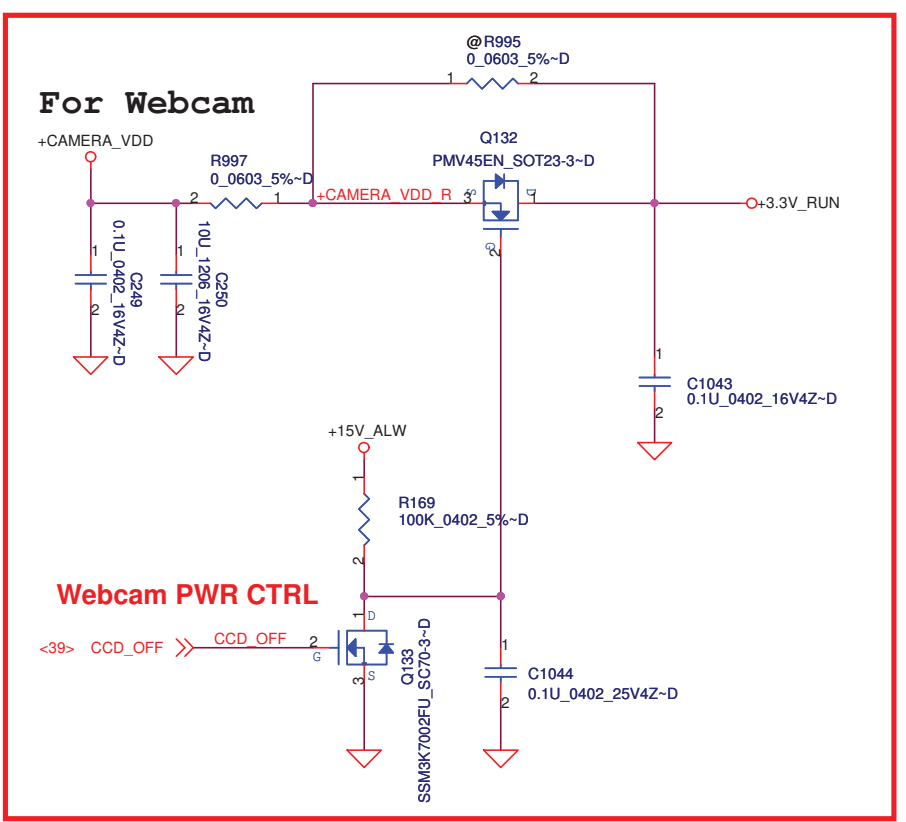 @R995
0_0603_5%~D
1 2
For Webcam
+CAMERA_VDD
Q132
PMV45EN_SOT23-3~D
R997
0_0603_5%~D
2 1
+CAMERA_VDD_R
3 S D 1
+3.3V_RUN
G
2
1
2
C249
0.1U_0402_16V4Z~D
1
2
C250
10U_1206_16V4Z~D
1
2
C1043
0.1U_0402_16V4Z~D
+15V_ALW
1
R169
100K_0402_5%~D
2
Webcam PWR CTRL
<39> CCD_OFF
CCD_OFF
2
G
1 D
3 S
Q133
SSM3K7002FU_SC70-3~D
1
C1044
0.1U_0402_25V4Z~D
2